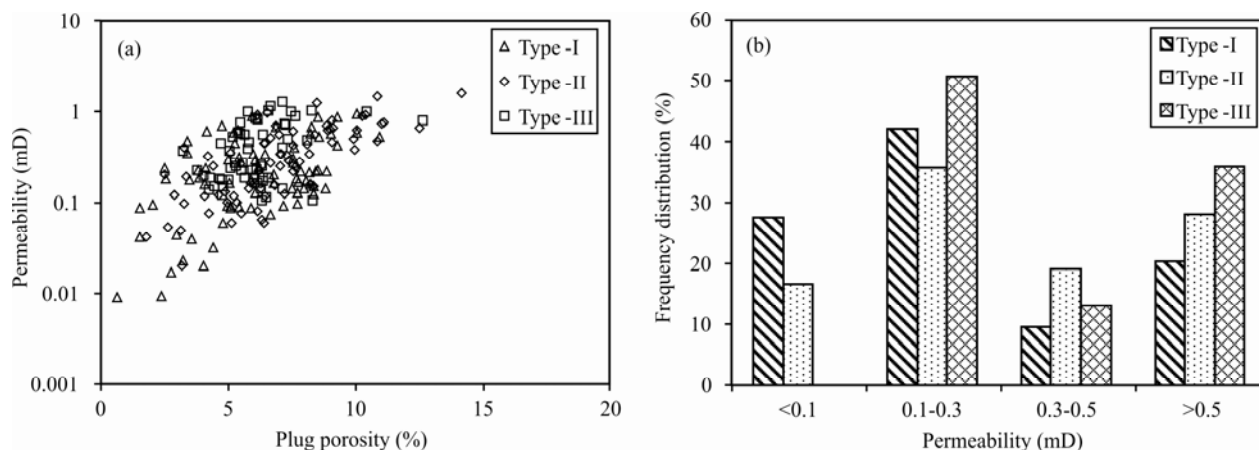 (a)
Type -I
Type -II
Type-III
10
1
0.1
0.01
0.001
Permeability (mD)
0
5
10
15
20
Plug porosity (%)
(b)
Type -I
Type -II
Type -III
60
50
40
30
20
10
0
Frequency distribution (%)
<0.1
0.1-0.3
0.3-0.5
>0.5
Permeability (mD)